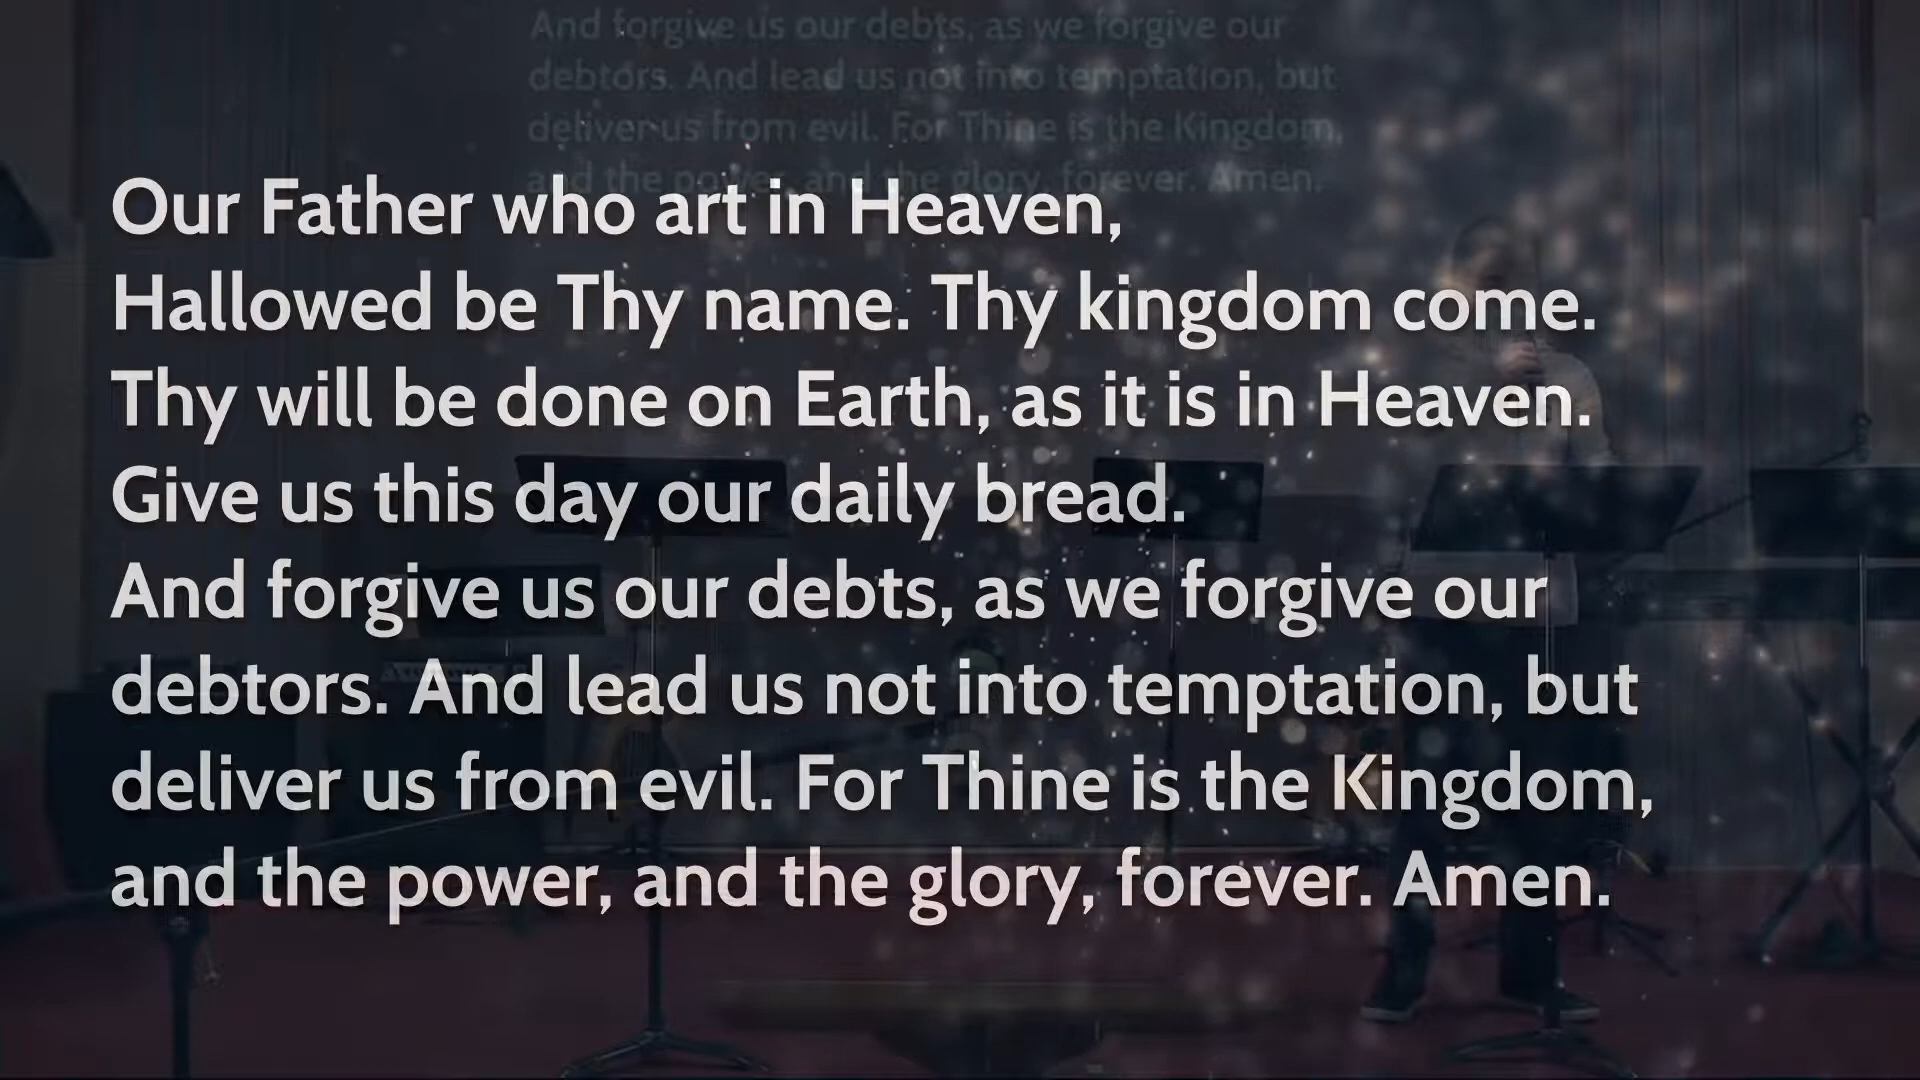 And forgive us our debts, as we forgive our
debtors. And lead us not into temptation, but
deliver us from evil. For Thine is the Kingdom,
and the power, and the glory, forever. Amen.
Our Father who art in Heaven,
Hallowed be Thy name. Thy kingdom come.
Thy will be done on Earth, as it is in Heaven.
Give us this day our daily bread.
And forgive us our debts, as we forgive our
debtors. And lead us not into temptation, but
deliver us from evil. For Thine is the Kingdom,
and the power, and the glory, forever. Amen.